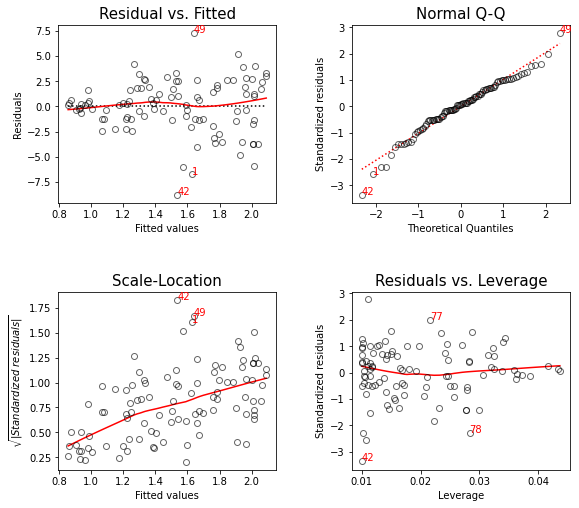 Residual vs. Fitted
49
7.5
5.0
2.5
0.0
−2.5
−5.0
−7.5
1
42
0.8 1.0 1.2 1.4 1.6 1.8 2.0
Residuals
Fitted values
Normal Q-Q
49
3
2
1
0
−1
−2
−3
1
42
−2 −1 0 1 2
Standardized residuals
Theoretical Quantiles
Scale-Location
42
49
1
1.75
1.50
1.25
1.00
0.75
0.50
0.25
0.8 1.0 1.2 1.4 1.6 1.8 2.0
√|Standardized residuals|
Fitted values
Residuals vs. Leverage
3
2
1
0
−1
−2
−3
77
78
42
0.01 0.02 0.03 0.04
Standardized residuals
Leverage